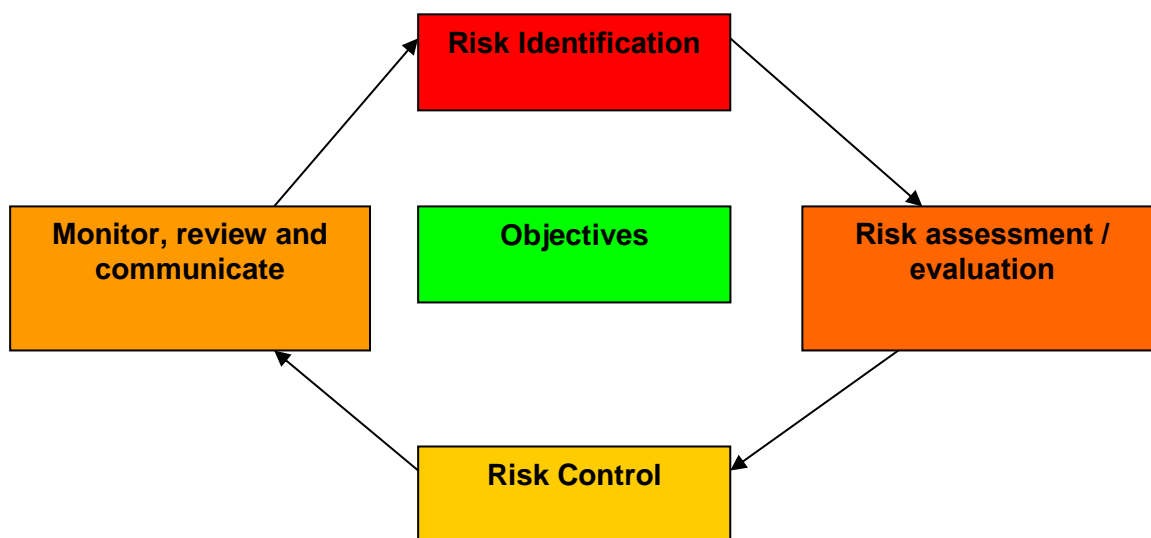 Risk Identification
Monitor, review and
communicate
Objectives
Risk assessment /
evaluation
Risk Control